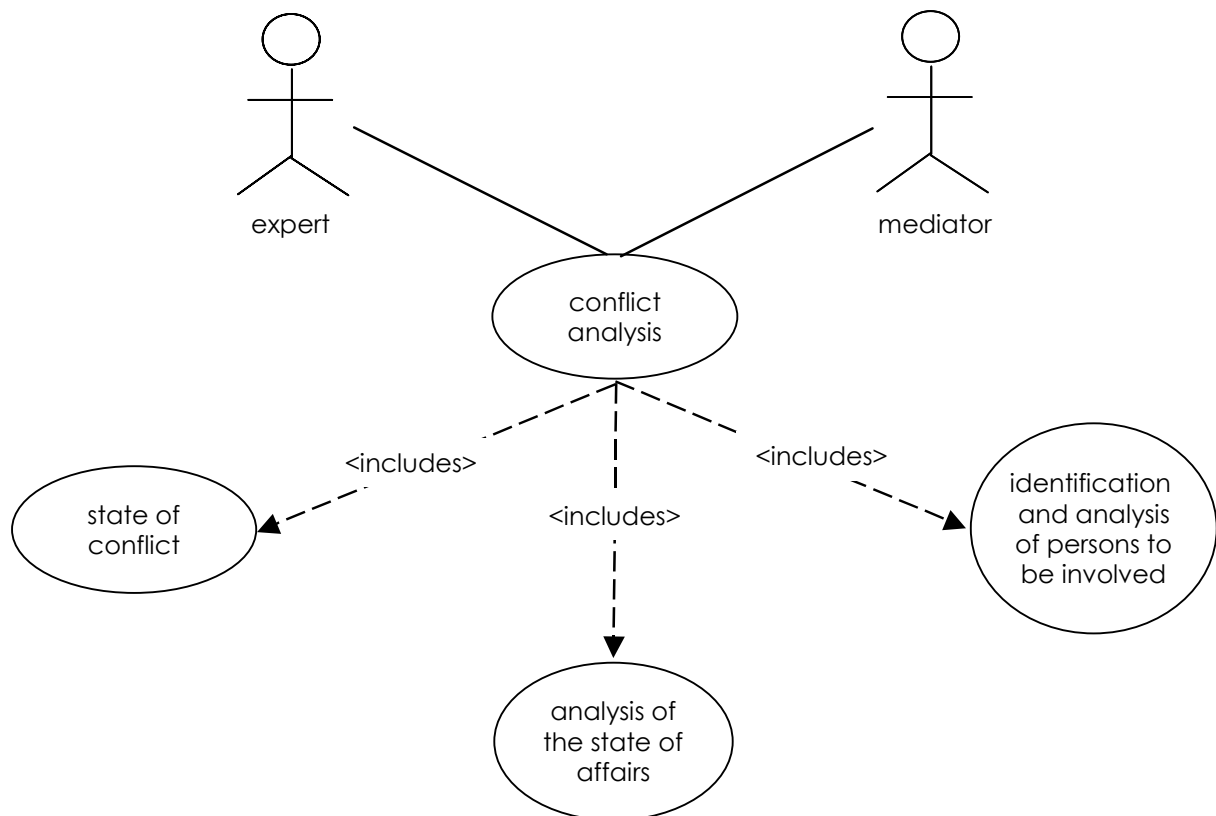 expert
mediator
conflict
analysis
<includes>
<includes>
<includes>
state of
conflict
identification
and analysis
of persons to
be involved
analysis of
the state of
affairs